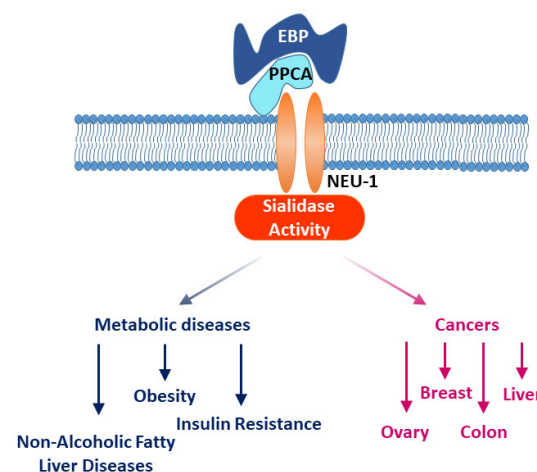 EBP
PPCA
NEU-1
Sialidase
Activity
Metabolic diseases
Obesity
Insulin Resistance
Non-Alcoholic Fatty
Liver Diseases
Cancers
Breast
Liver
Ovary
Colon